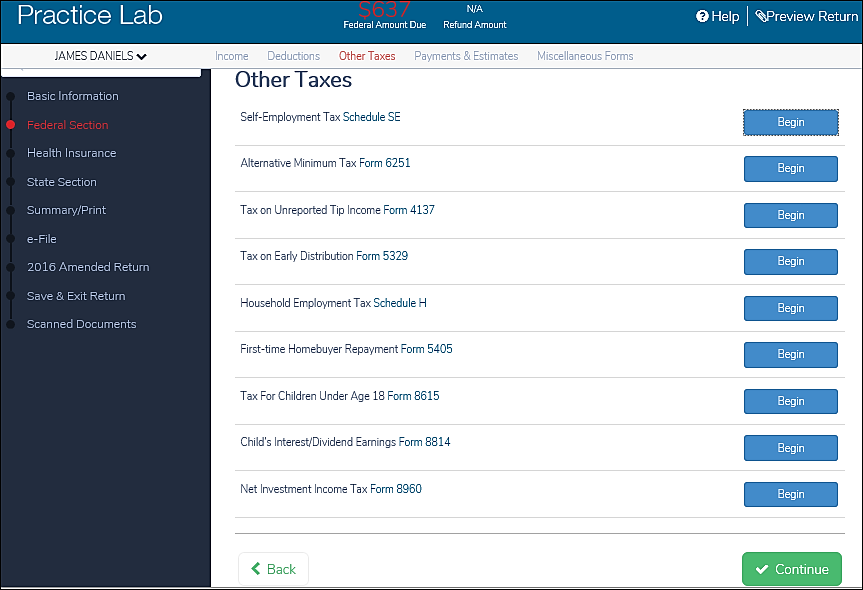 Practice Lab
$637
Federal Amount Due
N/A
Refund Amount
Help
Preview Return
JAMES DANIELS
Income
Deductions
Other Taxes
Payments & Estimates
Miscellaneous Forms
Basic Information
Federal Section
Health Insurance
State Section
Summary/Print
e-File
2016 Amended Return
Save & Exit Return
Scanned Documents
Other Taxes
Self-Employment Tax Schedule SE
Begin
Alternative Minimum Tax Form 6251
Begin
Tax on Unreported Tip Income Form 4137
Begin
Tax on Early Distribution Form 5329
Begin
Household Employment Tax Schedule H
Begin
First-time Homebuyer Repayment Form 5405
Begin
Tax For Children Under Age 18 Form 8615
Begin
Child's Interest/Dividend Earnings Form 8814
Begin
Net Investment Income Tax Form 8960
Begin
Back
Continue